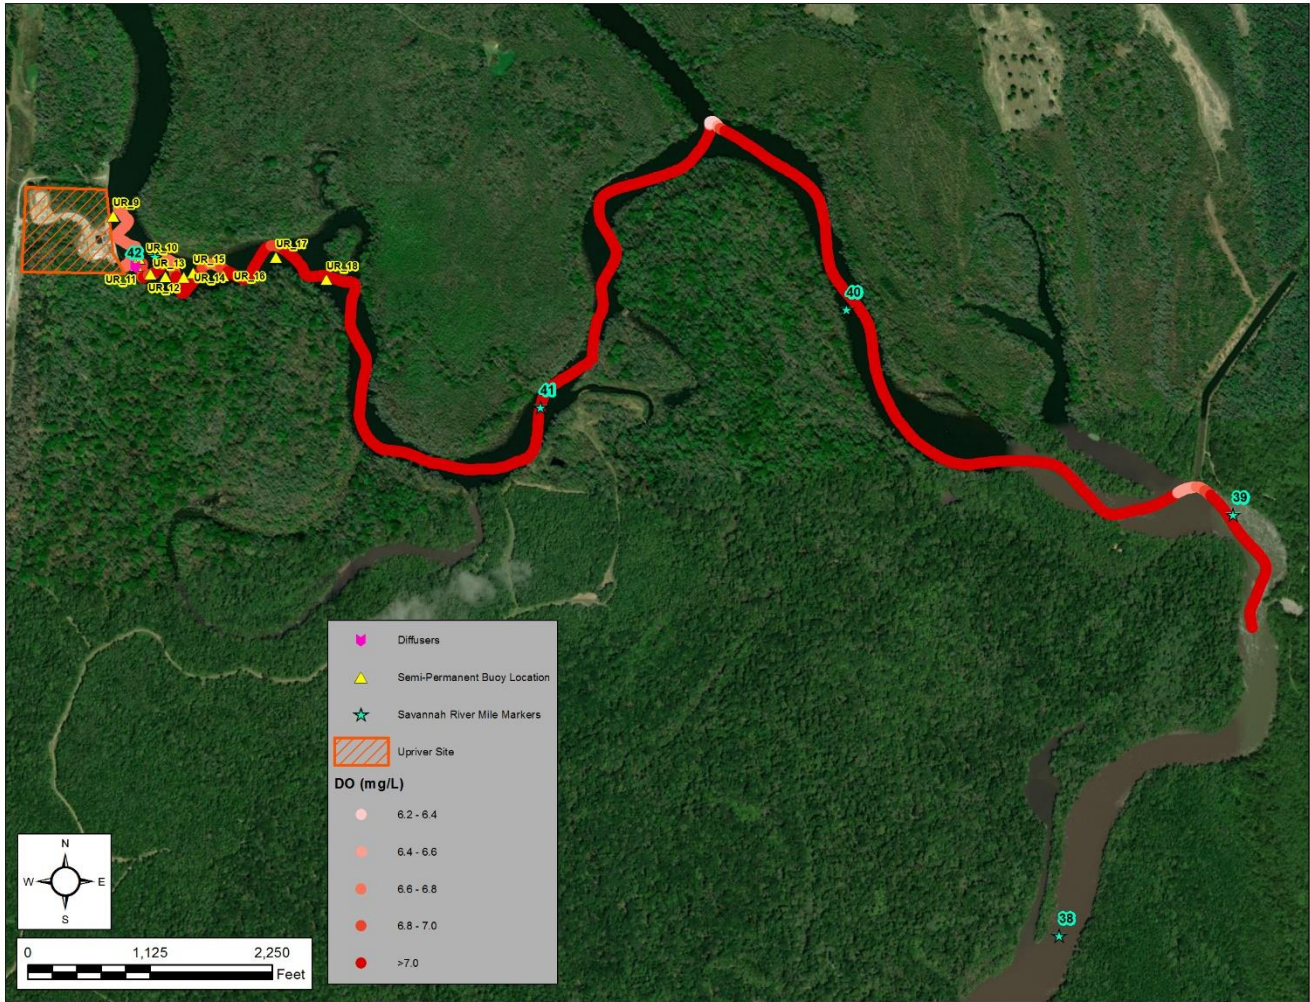 UR_9
42
UR_10
UR_17
UR_15
UR_13
UR_18
UR_11
UR_14
UR_16
UR_12
40
41
39
Diffusers
Semi-Permanent Buoy Location
Savannah River Mile Markers
Upriver Site
DO (mg/L)
6.2 - 6.4
6.4 - 6.6
6.6 - 6.8
6.8 - 7.0
>7.0
N
W E
S
0 1,125 2,250
Feet
38